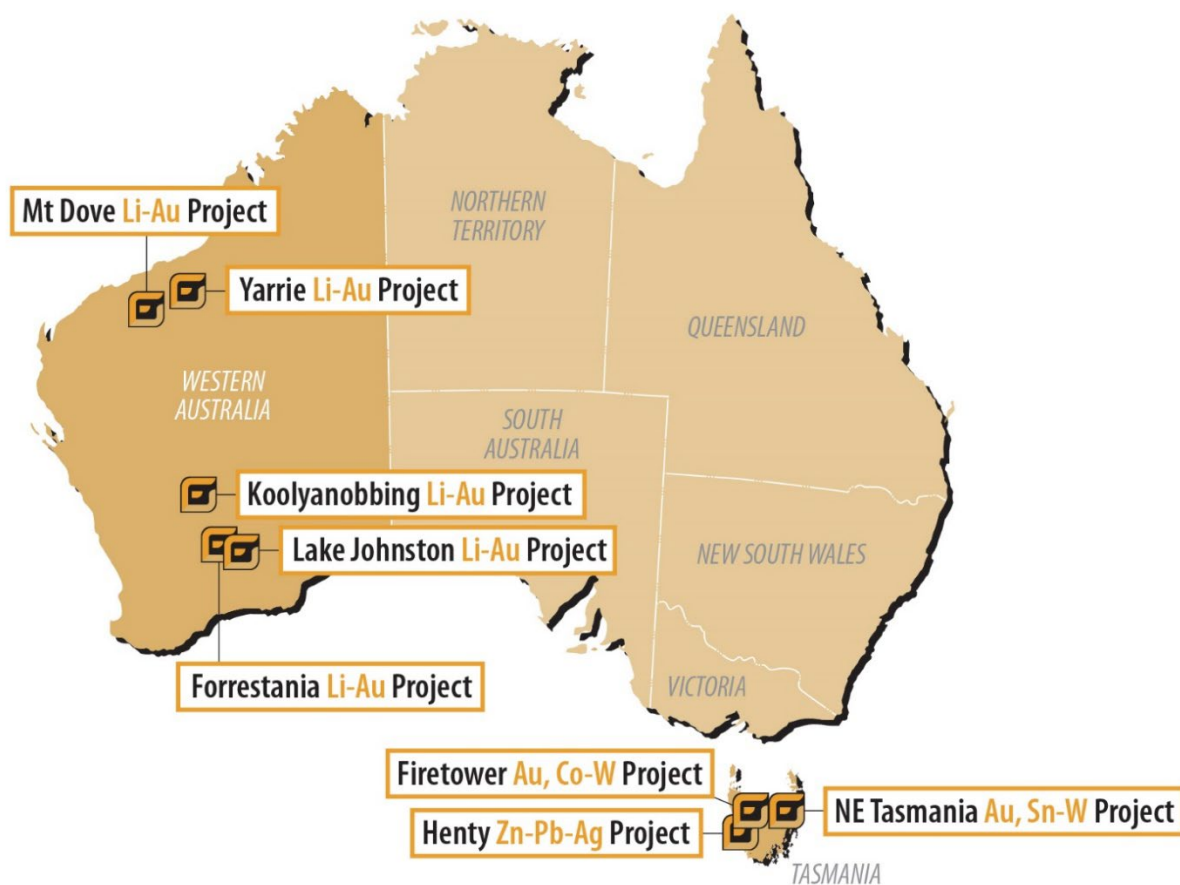 Mt Dove Li-Au Project
Yarrie Li-Au Project
NORTHERN
TERRITORY
QUEENSLAND
WESTERN
AUSTRALIA
SOUTH
AUSTRALIA
Koolyanobbing Li-Au Project
Lake Johnston Li-Au Project
NEW SOUTH WALES
Forrestania Li-Au Project
VICTORIA
Firetower Au, Co-W Project
NE Tasmania Au, Sn-W Project
Henty Zn-Pb-Ag Project
TASMANIA